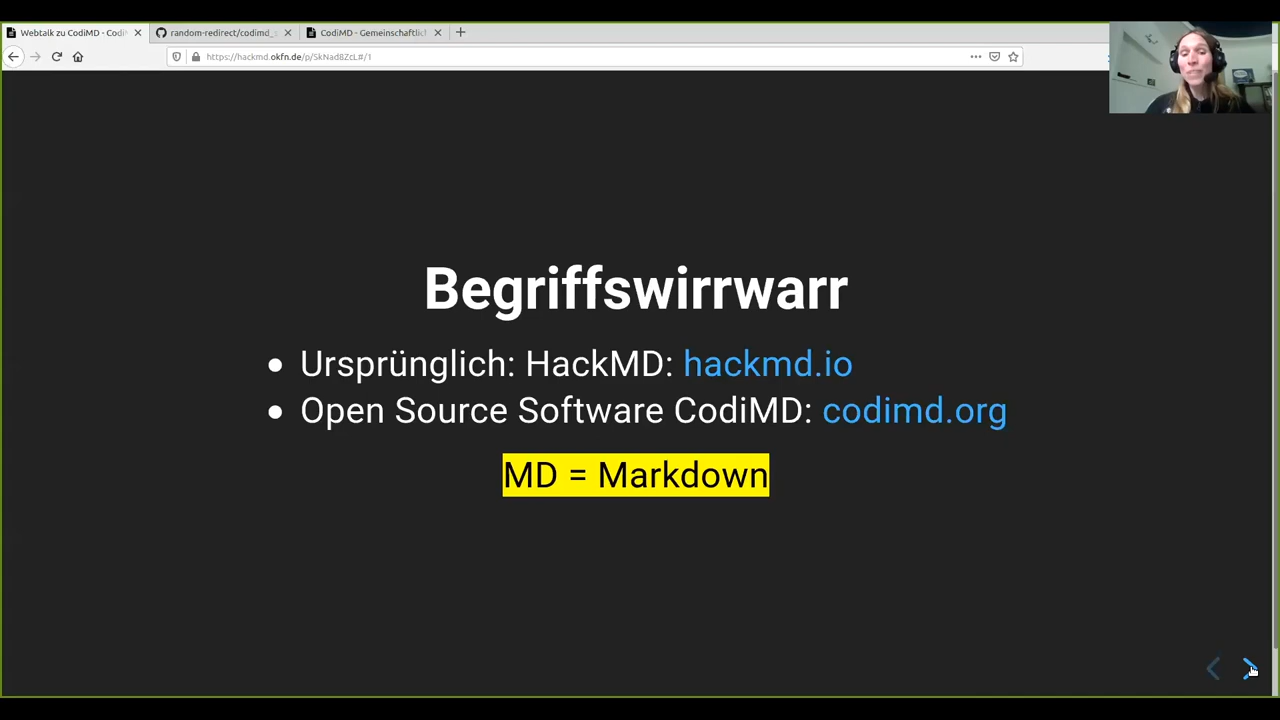 Webtalk zu CodiMD - Codi
random-redirect/codimd_
CodiMD - Gemeinschaftlic
https://hackmd.okfn.de/p/SkNad8ZcL#/1
Begriffswirrwarr
• Ursprünglich: HackMD: hackmd.io
• Open Source Software CodiMD: codimd.org
MD = Markdown